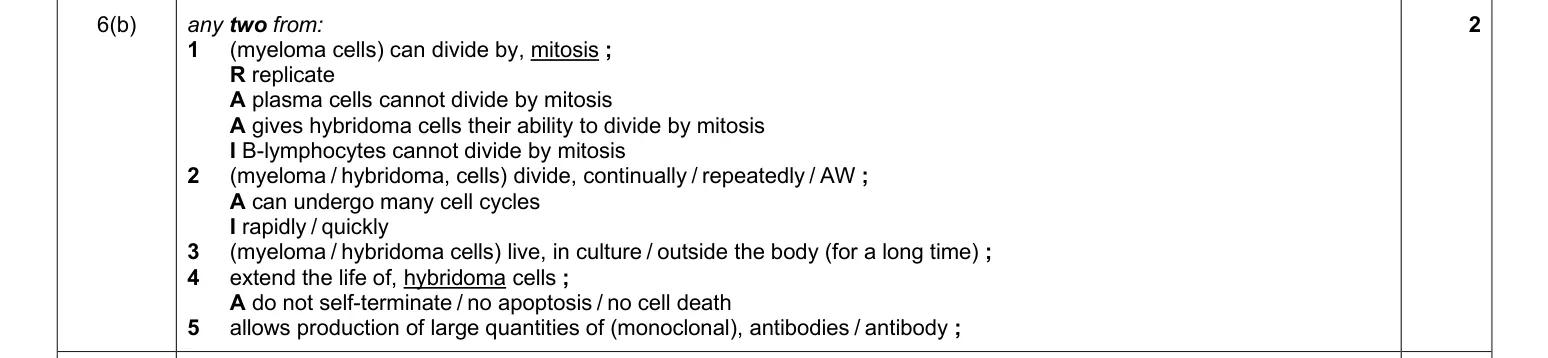 6(b) any two from: 2
1 (myeloma cells) can divide by, mitosis ;
R replicate
A plasma cells cannot divide by mitosis
A gives hybridoma cells their ability to divide by mitosis
I B-lymphocytes cannot divide by mitosis
2 (myeloma / hybridoma, cells) divide, continually / repeatedly / AW ;
A can undergo many cell cycles
I rapidly / quickly
3 (myeloma / hybridoma cells) live, in culture / outside the body (for a long time) ;
4 extend the life of, hybridoma cells ;
A do not self-terminate / no apoptosis / no cell death
5 allows production of large quantities of (monoclonal), antibodies / antibody ;